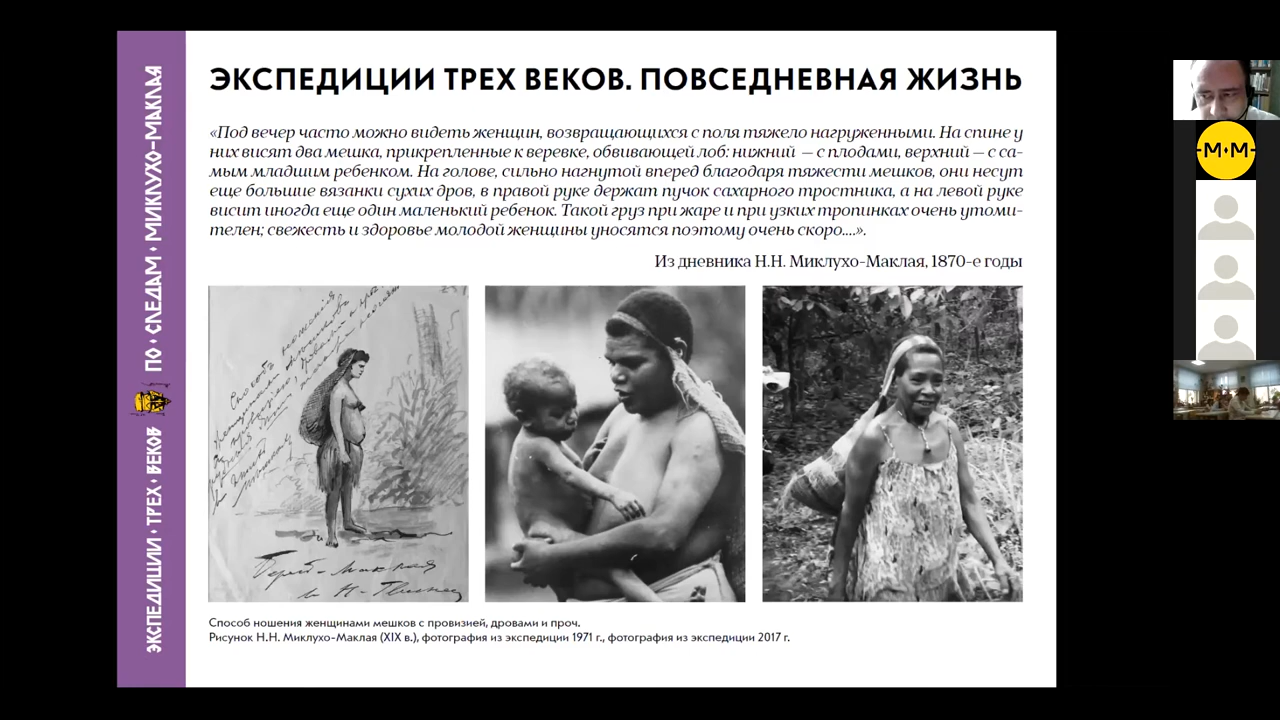 ЭКСПЕДИЦИИ ТРЕХ ВЕКОВ. ПОВСЕДНЕВНАЯ ЖИЗНЬ
«Под вечер часто можно видеть женщин, возвращающихся с поля тяжело нагруженными. На спине у
них висят два мешка, прикрепленные к веревке, обвивающей лоб: нижний — с плодами, верхний — с са-
мым младшим ребенком. На голове, сильно нагнутой вперед благодаря тяжести мешков, они несут
еще большие вязанки сухих дров, в правой руке держат пучок сахарного тростника, а на левой руке
висит иногда еще один маленький ребенок. Такой груз при жаре и при узких тропинках очень утоми-
телен; свежесть и здоровье молодой женщины уносятся поэтому очень скоро....».
Из дневника Н.Н. Миклухо-Маклая, 1870-е годы
Способ ношения женщинами мешков с провизией, дровами и проч.
Рисунок Н.Н. Миклухо-Маклая (XIX в.), фотография из экспедиции 1971 г., фотография из экспедиции 2017 г.
ЭКСПЕДИЦИИ • ТРЕХ • ВЕКОВ ПО • СЛЕДАМ • МИКЛУХО-МАКЛАЯ
М•М